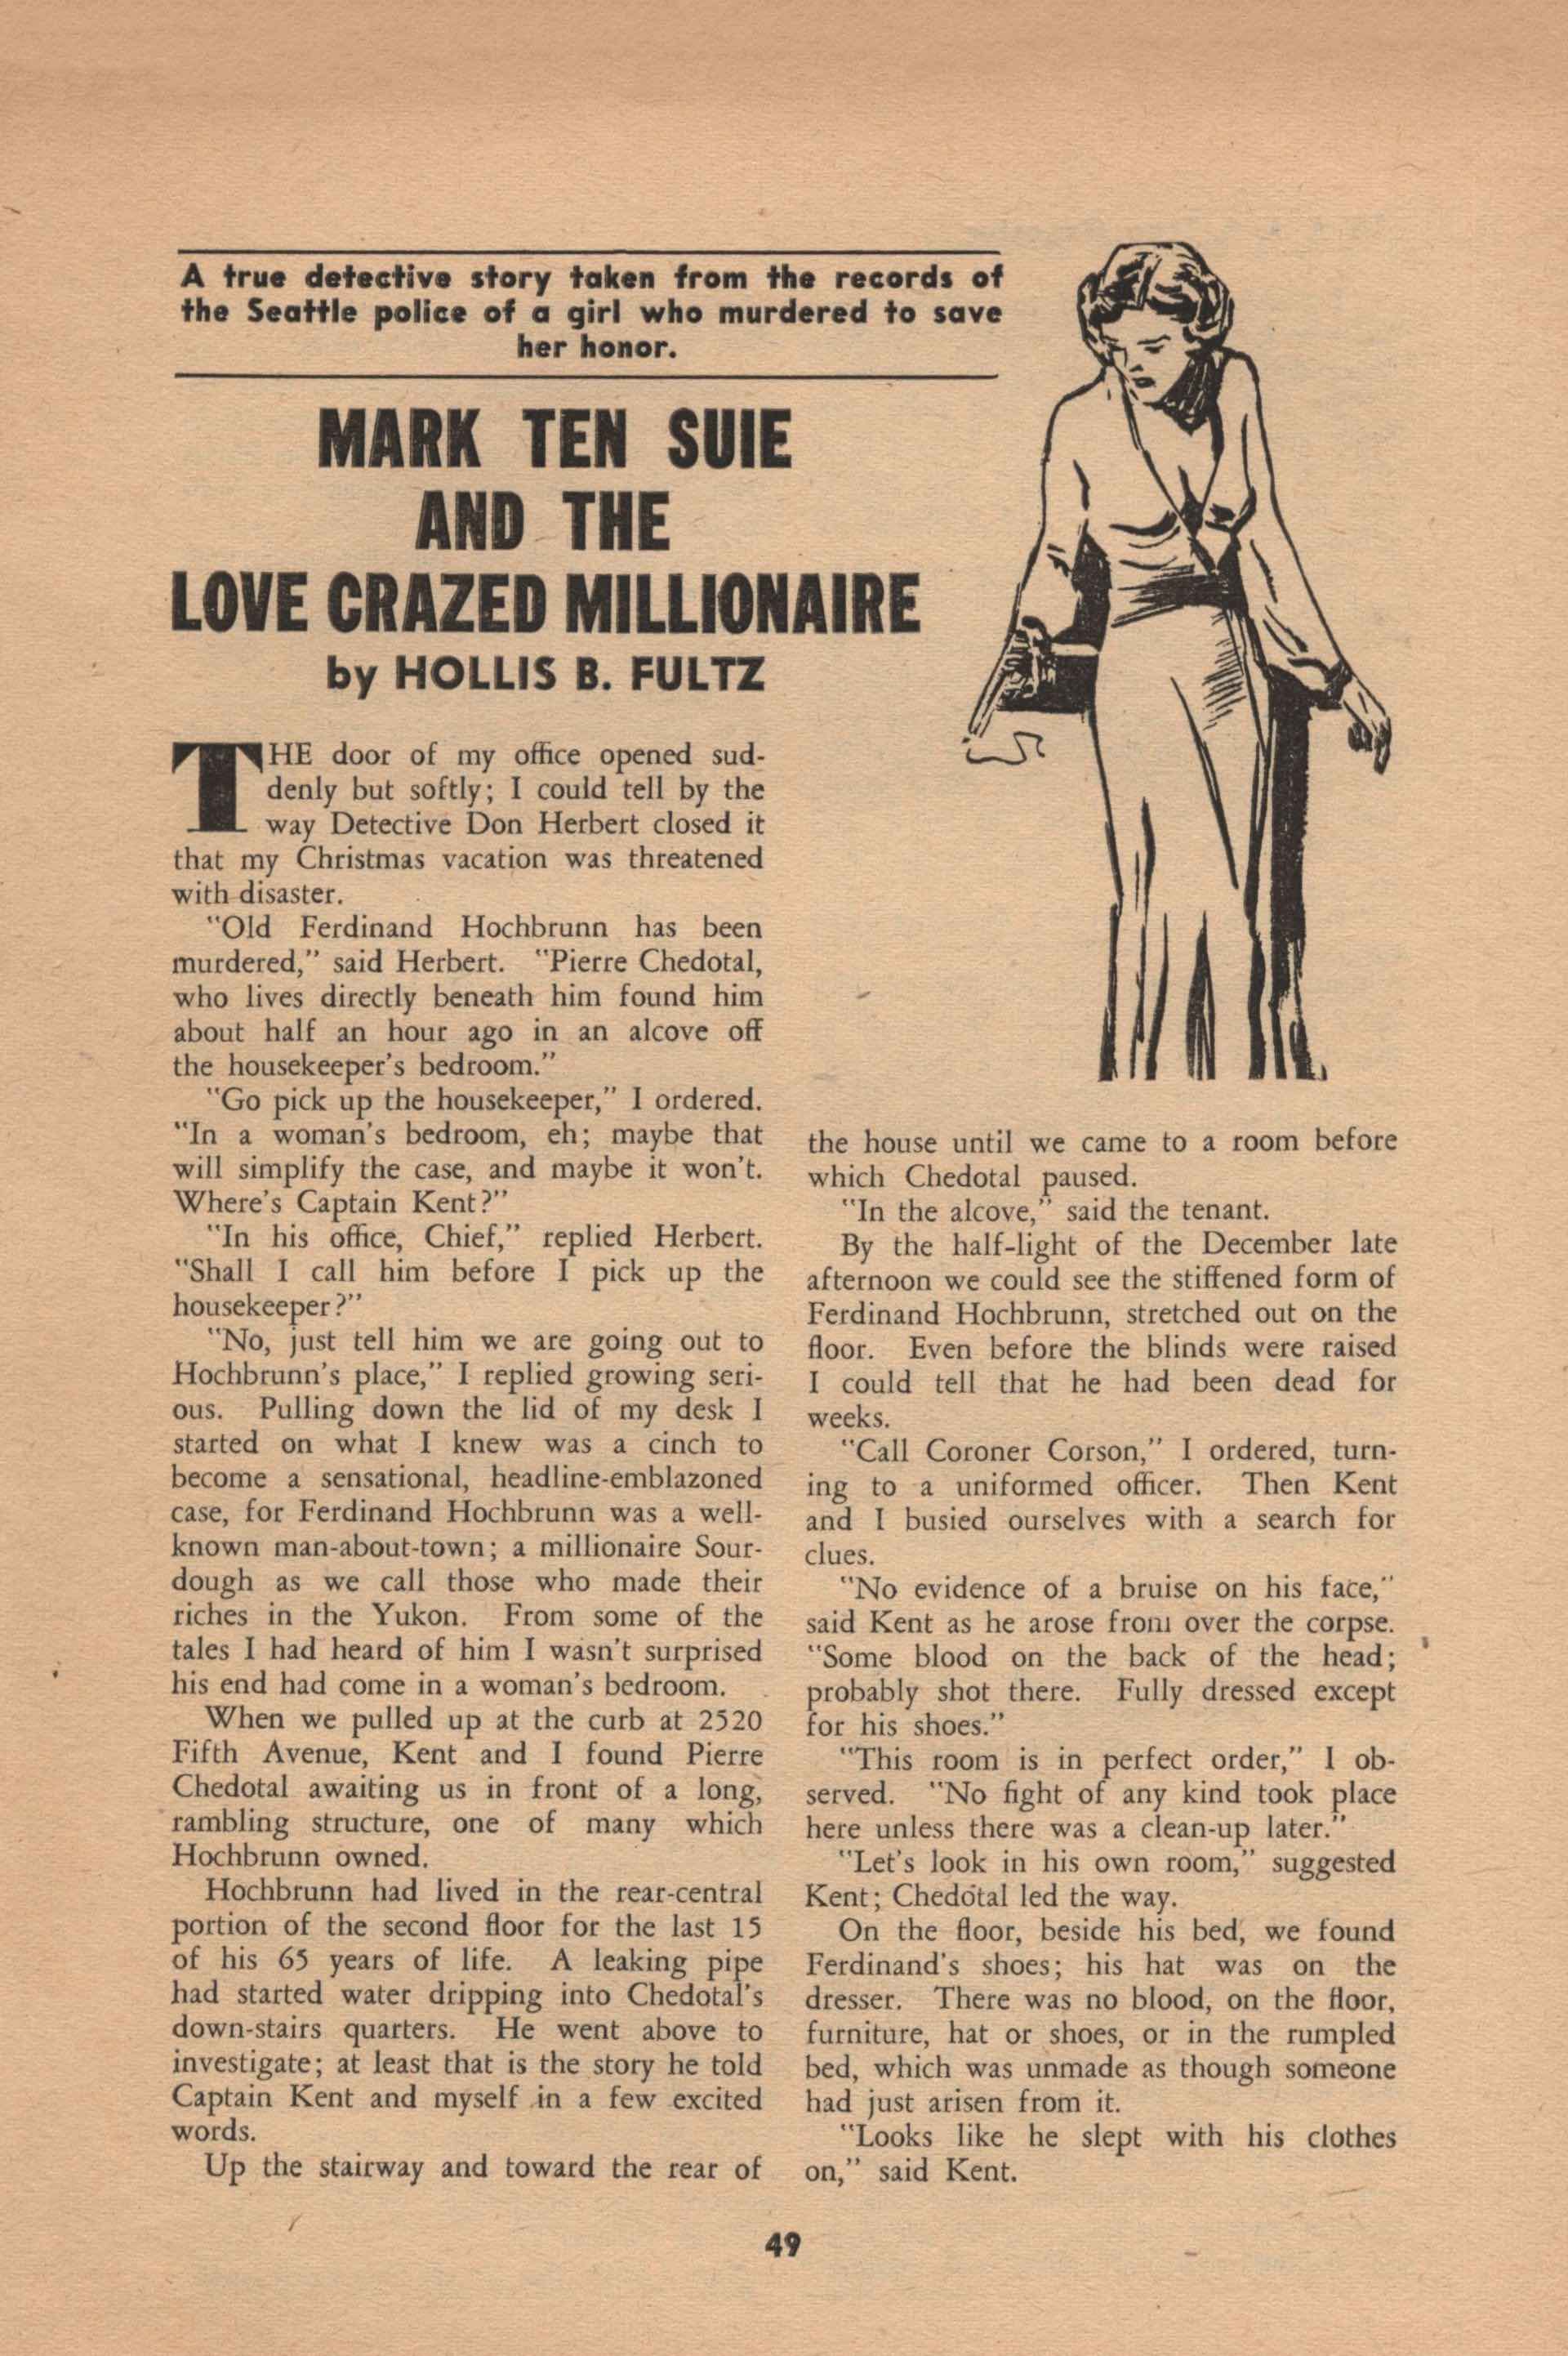 A true detective story taken from the records of
the Seattle police of a girl who murdered to save
her honor.
MARK TEN SUIE
AND THE
LOVE CRAZED MILLIONAIRE
by HOLLIS B. FULTZ
THE door of my office opened sud-
denly but softly; I could tell by the
way Detective Don Herbert closed it
that my Christmas vacation was threatened
with disaster.
"Old Ferdinand Hochbrunn has been
murdered," said Herbert. "Pierre Chedotal,
who lives directly beneath him found him
about half an hour ago in an alcove off
the housekeeper's bedroom."
"Go pick up the housekeeper," I ordered.
"In a woman's bedroom, eh; maybe that
will simplify the case, and maybe it won't.
Where's Captain Kent?"
"In his office, Chief," replied Herbert.
"Shall I call him before I pick up the
housekeeper?"
"No, just tell him we are going out to
Hochbrunn's place," I replied growing seri-
ous. Pulling down the lid of my desk I
started on what I knew was a cinch to
become a sensational, headline-emblazoned
case, for Ferdinand Hochbrunn was a well-
known man-about-town; a millionaire Sour-
dough as we call those who made their
riches in the Yukon. From some of the
tales I had heard of him I wasn't surprised
his end had come in a woman's bedroom.
When we pulled up at the curb at 2520
Fifth Avenue, Kent and I found Pierre
Chedotal awaiting us in front of a long,
rambling structure, one of many which
Hochbrunn owned.
Hochbrunn had lived in the rear-central
portion of the second floor for the last 15
of his 65 years of life. A leaking pipe
had started water dripping into Chedotal's
down-stairs quarters. He went above to
investigate; at least that is the story he told
Captain Kent and myself in a few excited
words.
Up the stairway and toward the rear of
the house until we came to a room before
which Chedotal paused.
"In the alcove," said the tenant.
By the half-light of the December late
afternoon we could see the stiffened form of
Ferdinand Hochbrunn, stretched out on the
floor. Even before the blinds were raised
I could tell that he had been dead for
weeks.
"Call Coroner Corson," I ordered, turn-
ing to a uniformed officer. Then Kent
and I busied ourselves with a search for
clues.
"No evidence of a bruise on his face,"
said Kent as he arose from over the corpse.
"Some blood on the back of the head;
probably shot there. Fully dressed except
for his shoes."
"This room is in perfect order," I ob-
served. "No fight of any kind took place
here unless there was a clean-up later."
"Let's look in his own room," suggested
Kent; Chedotal led the way.
On the floor, beside his bed, we found
Ferdinand's shoes; his hat was on the
dresser. There was no blood, on the floor,
furniture, hat or shoes, or in the rumpled
bed, which was unmade as though someone
had just arisen from it.
"Looks like he slept with his clothes
on," said Kent.
49